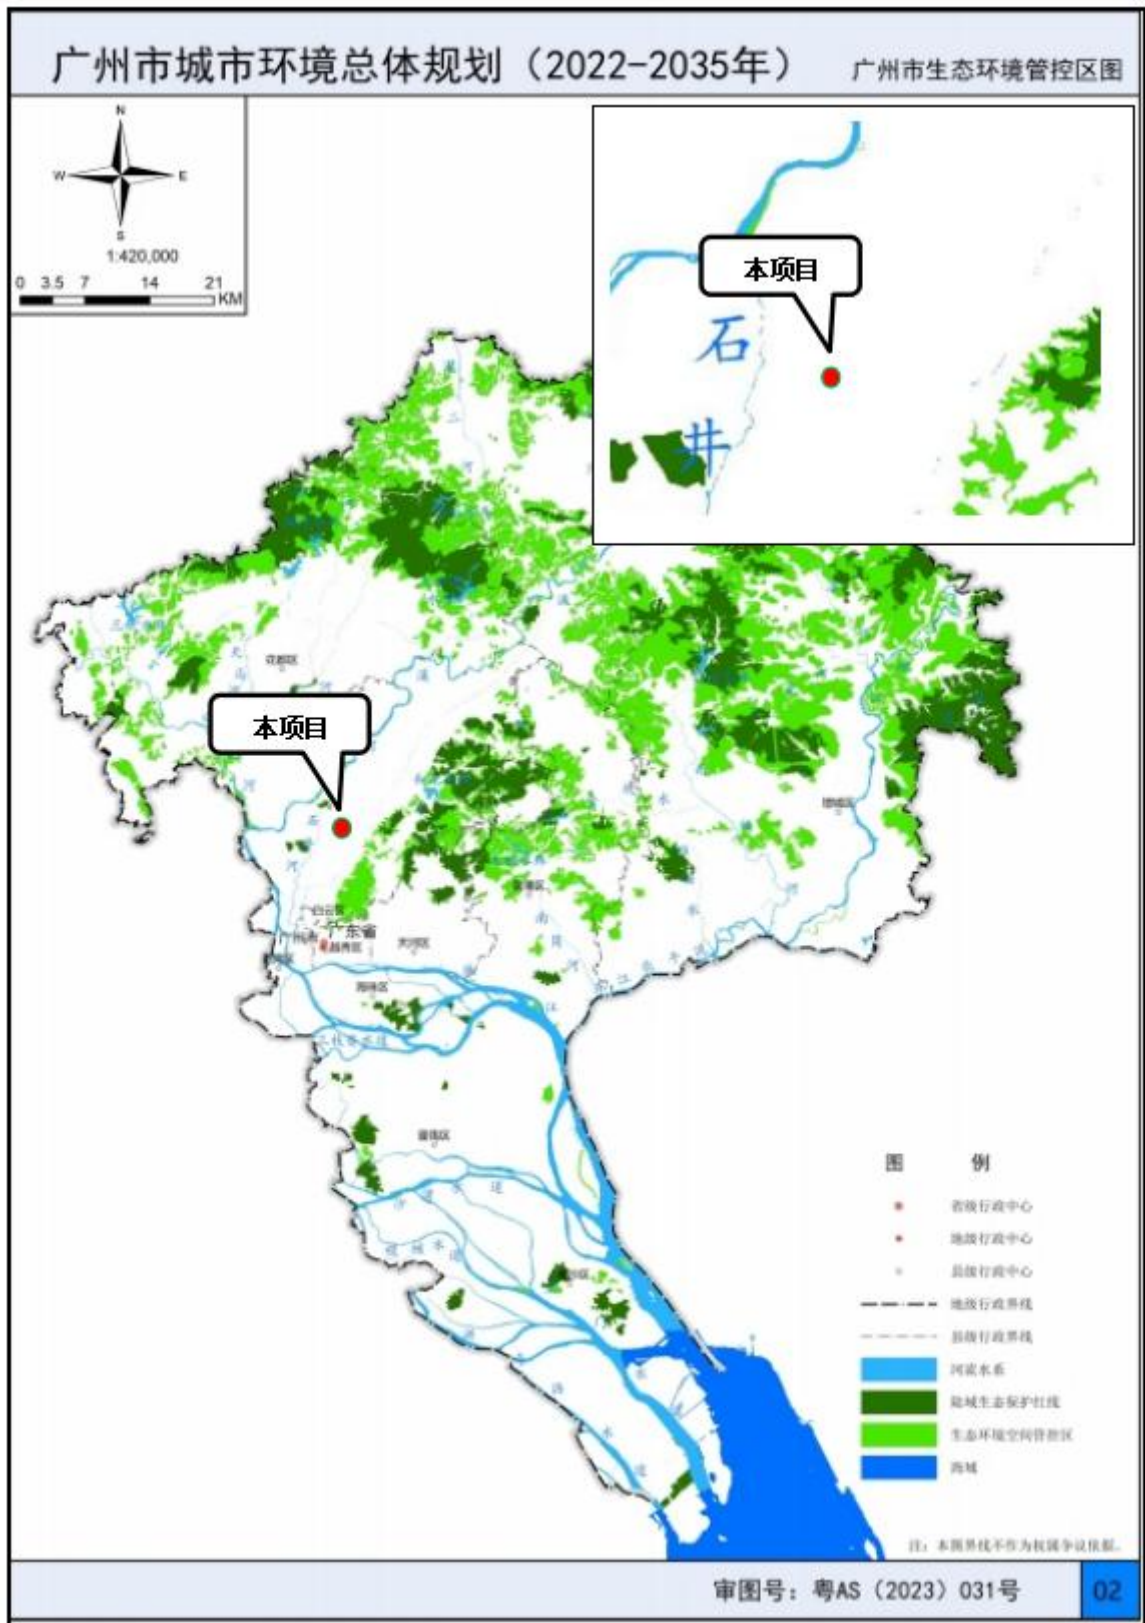 广州市城市环境总体规划（2022-2035年） 广州市生态环境管控区图
N
W E
S
1:420,000
0 3.5 7 14 21
KM
本项目
石
井
花都区
本项目
增城区
河
石
河
白云区
广东省
越秀区
天河区
海珠区
番禺区
图 例
省级行政中心
地级行政中心
县级行政中心
地级行政界线
县级行政界线
河流水系
陆域生态保护红线
生态环境空间管控区
海域
注：本图界线不作为权属争议依据。
审图号：粤AS（2023）031号 02